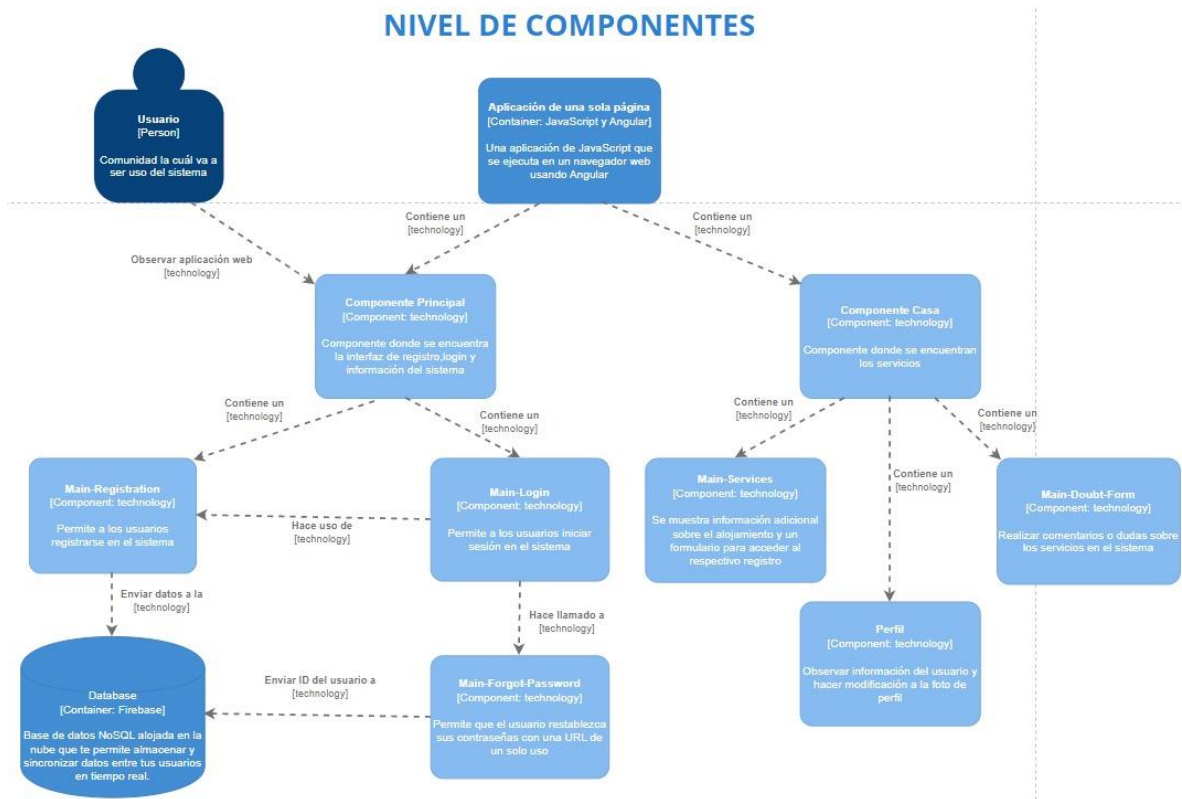 NIVEL DE COMPONENTES
Usuario
[Person]
Comunidad la cuál va a
ser uso del sistema
Aplicación de una sola página
[Container: JavaScript y Angular]
Una aplicación de JavaScript que
se ejecuta en un navegador web
usando Angular
Observar aplicación web
[technology]
Contiene un
[technology]
Contiene un
[technology]
Componente Principal
[Component: technology]
Componente donde se encuentra
la interfaz de registro,login y
información del sistema
Componente Casa
[Component: technology]
Componente donde se encuentran
los servicios
Contiene un
[technology]
Contiene un
[technology]
Contiene un
[technology]
Contiene un
[technology]
Contiene un
[technology]
Main-Registration
[Component: technology]
Permite a los usuarios
registrarse en el sistema
Hace uso de
[technology]
Main-Login
[Component: technology]
Permite a los usuarios iniciar
sesión en el sistema
Main-Services
[Component: technology]
Se muestra información adicional
sobre el alojamiento y un
formulario para acceder al
respectivo registro
Main-Doubt-Form
[Component: technology]
Realizar comentarios o dudas sobre
los servicios en el sistema
Enviar datos a la
[technology]
Hace llamado a
[technology]
Perfil
[Component: technology]
Observar información del usuario y
hacer modificación a la foto de
perfil
Database
[Container: Firebase]
Base de datos NoSQL alojada en la
nube que te permite almacenar y
sincronizar datos entre tus usuarios
en tiempo real.
Enviar ID del usuario a
[technology]
Main-Forgot-Password
[Component: technology]
Permite que el usuario restablezca
sus contraseñas con una URL de
un solo uso